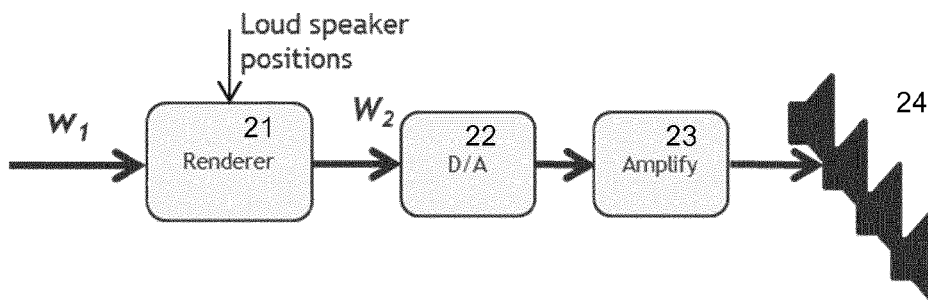 Loud speaker
positions
w1
21
Renderer
W2
22
D/A
23
Amplify
24